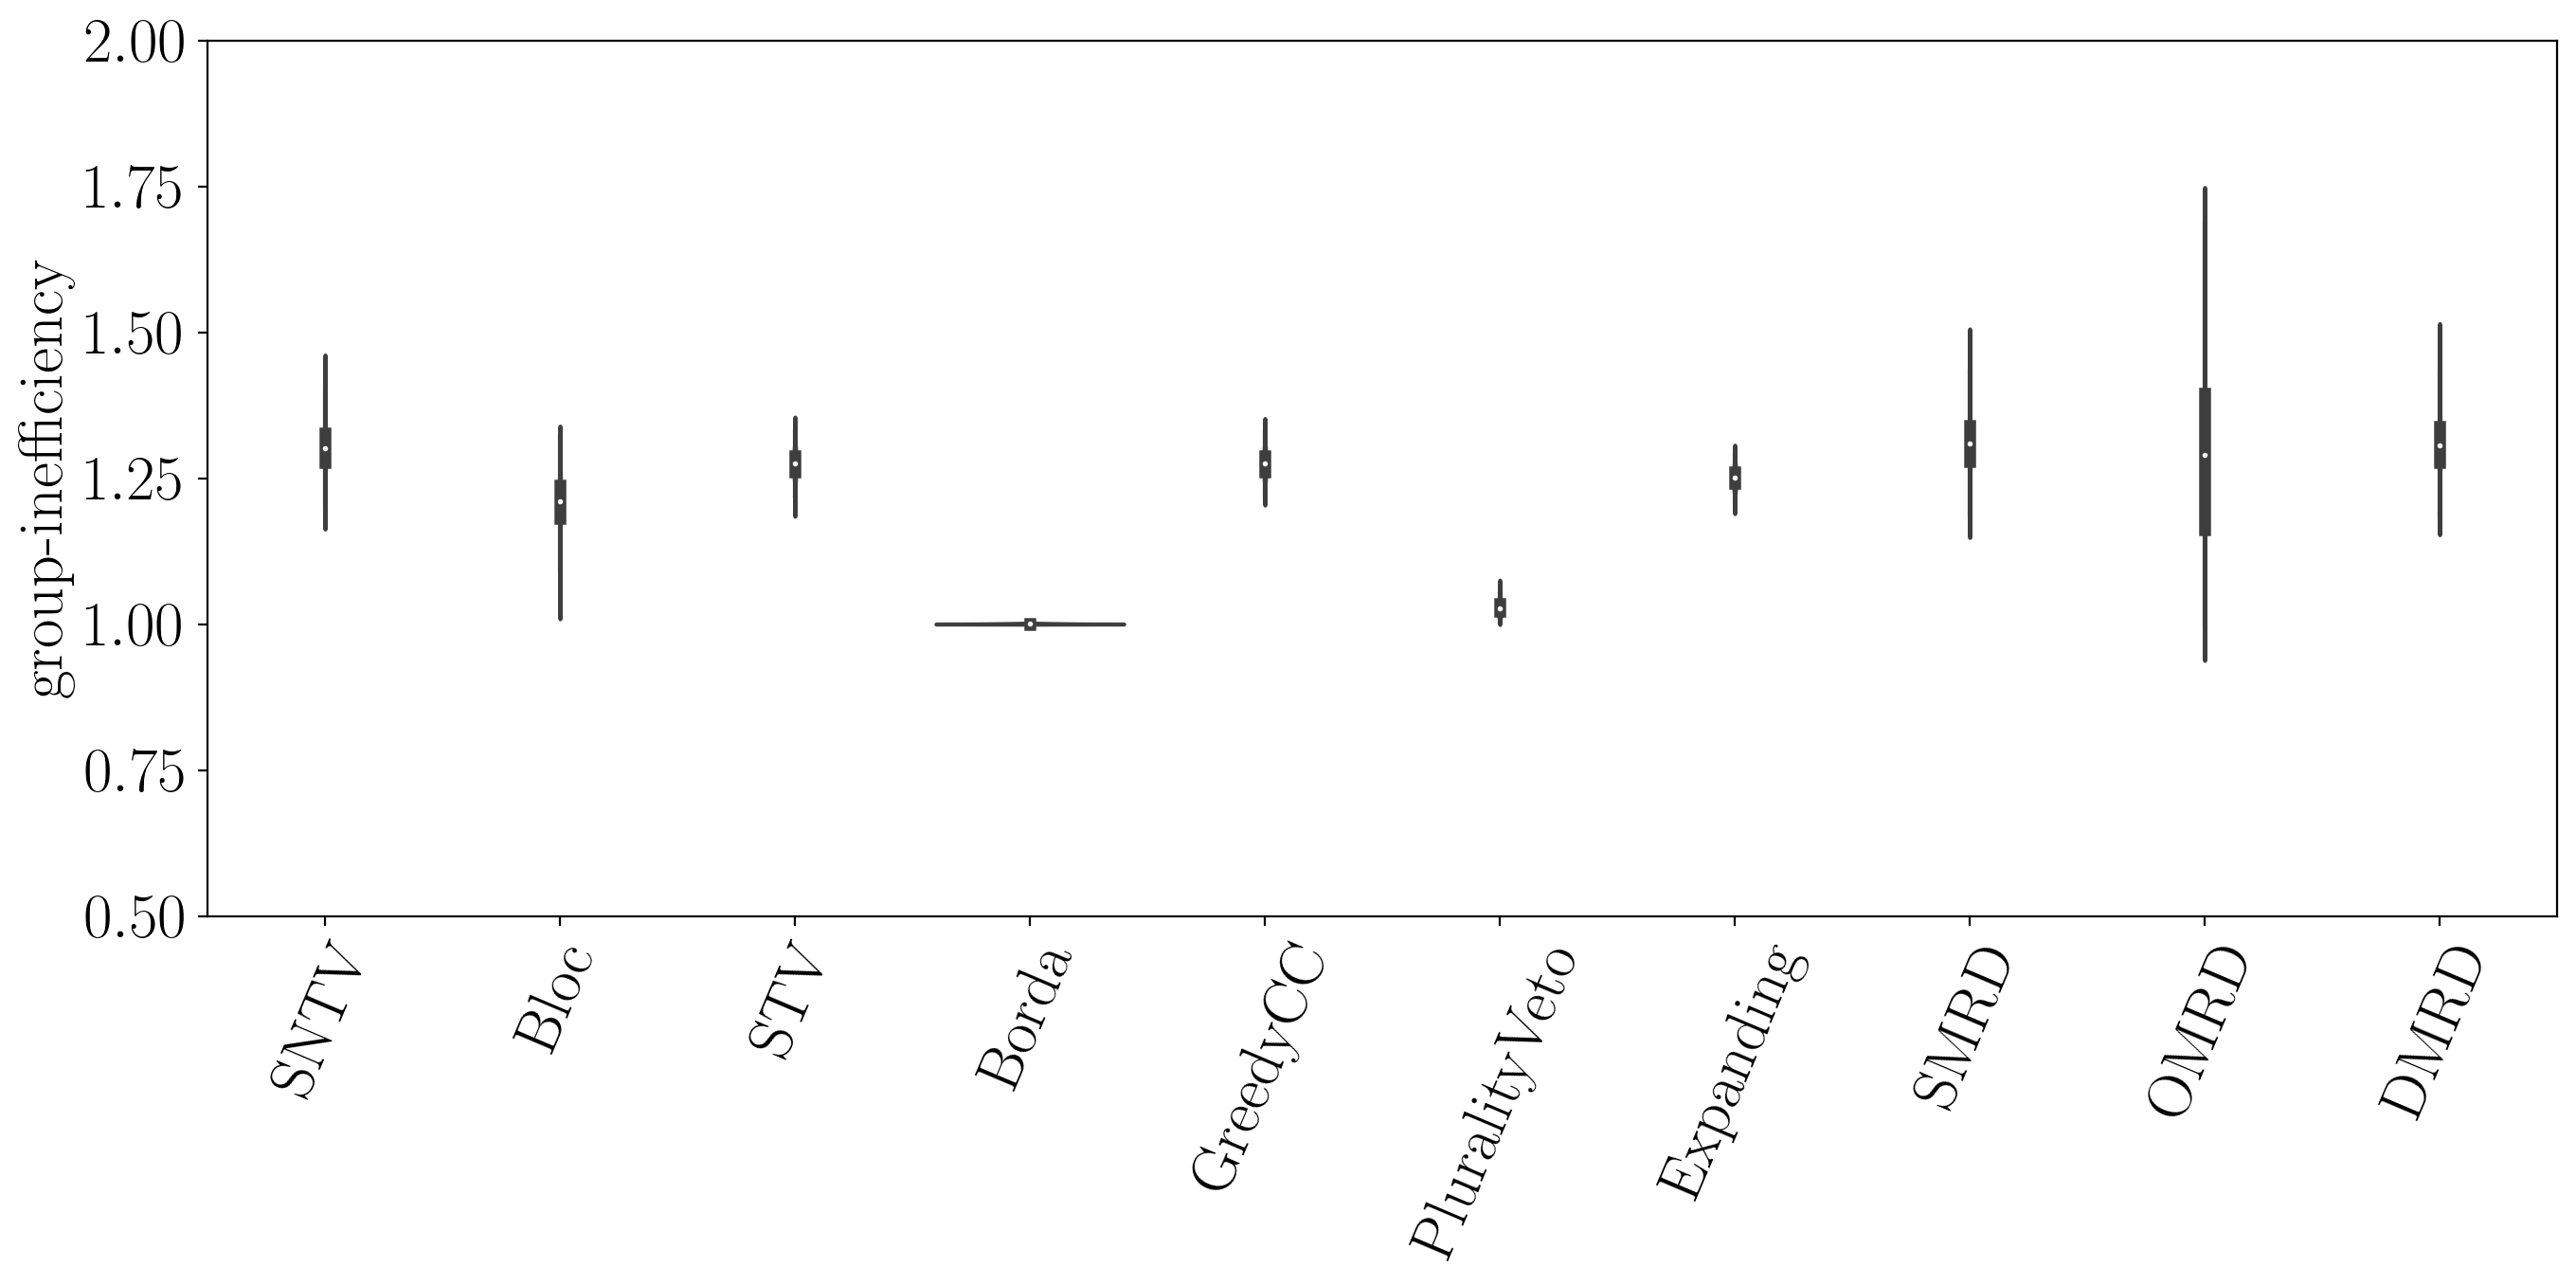 group-inefficiency
2.00
1.75
1.50
1.25
1.00
0.75
0.50
SNTV
Bloc
STV
Borda
GreedyCC
PluralityVeto
Expanding
SMRD
OMRD
DMRD